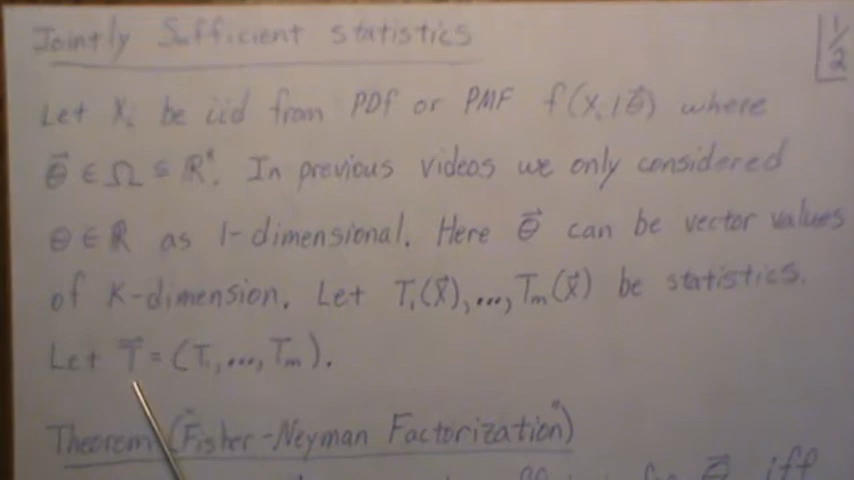 Jointly Sufficient statistics
1/2
Let Xᵢ be iid from PDF or PMF f(Xᵢ|θ⃗) where
θ⃗ ∈ Ω ⊆ ℝᴷ. In previous videos we only considered
θ ∈ ℝ as 1-dimensional. Here θ⃗ can be vector values
of K-dimension. Let T₁(X⃗),...,Tₘ(X⃗) be statistics.
Let T⃗ = (T₁,...,Tₘ).
Theorem ("Fisher-Neyman Factorization")
for θ⃗ iff